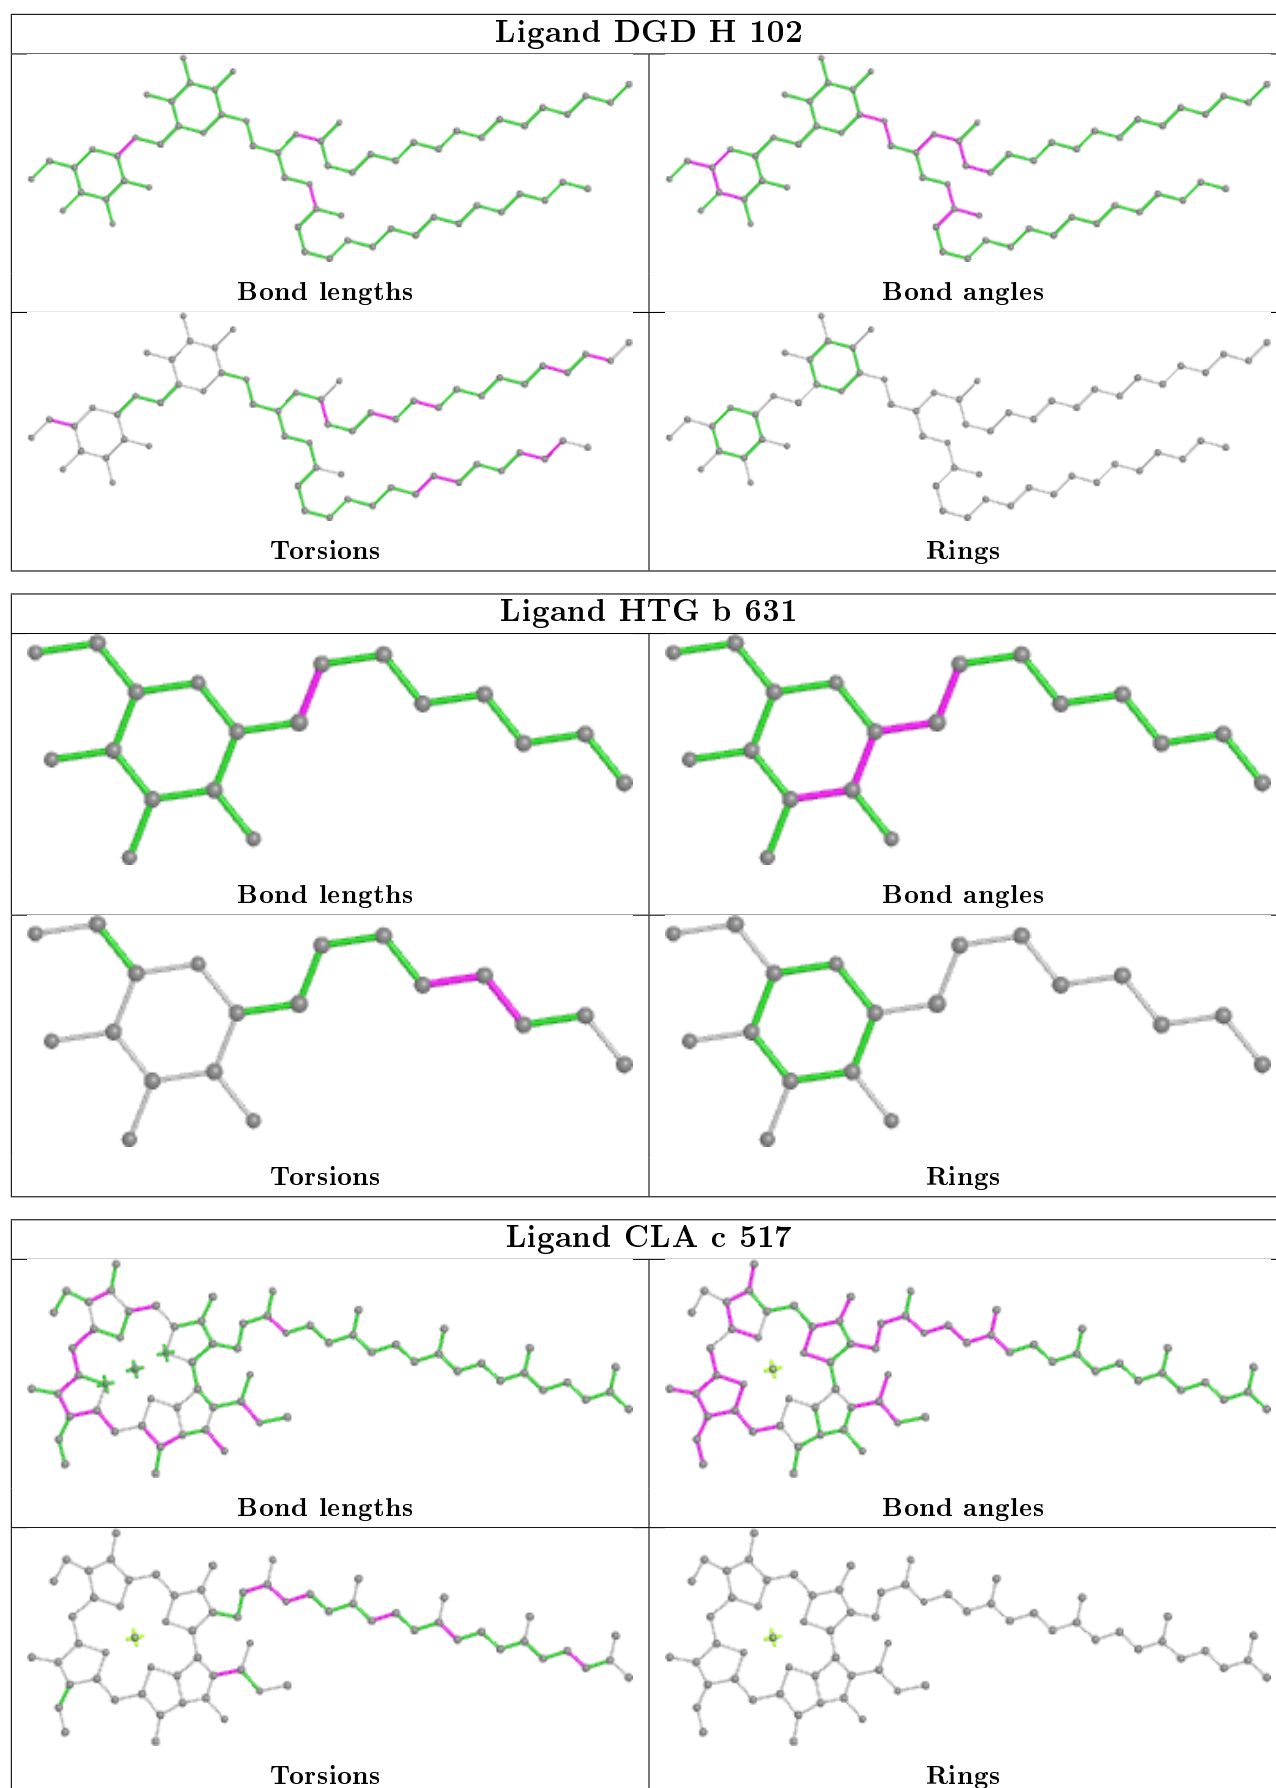 Ligand DGD H 102
Bond lengths
Bond angles
Torsions
Rings
Ligand HTG b 631
Bond lengths
Bond angles
Torsions
Rings
Ligand CLA c 517
Bond lengths
Bond angles
Torsions
Rings